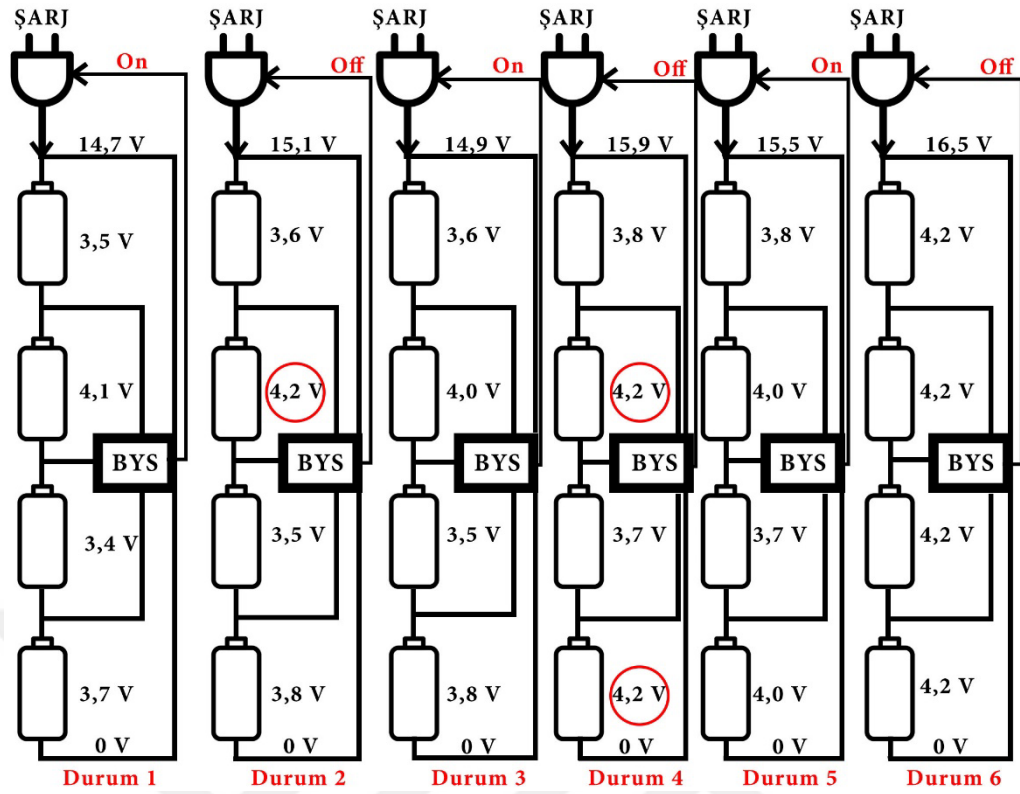 ŞARJ ŞARJ ŞARJ ŞARJ ŞARJ ŞARJ
On Off On Off On Off
14,7 V 15,1 V 14,9 V 15,9 V 15,5 V 16,5 V
3,5 V 3,6 V 3,6 V 3,8 V 3,8 V 4,2 V
4,1 V 4,2 V 4,0 V 4,2 V 4,0 V 4,2 V
BYS BYS BYS BYS BYS BYS
3,4 V 3,5 V 3,5 V 3,7 V 3,7 V 4,2 V
3,7 V 3,8 V 3,8 V 4,2 V 4,0 V 4,2 V
0 V 0 V 0 V 0 V 0 V 0 V
Durum 1 Durum 2 Durum 3 Durum 4 Durum 5 Durum 6